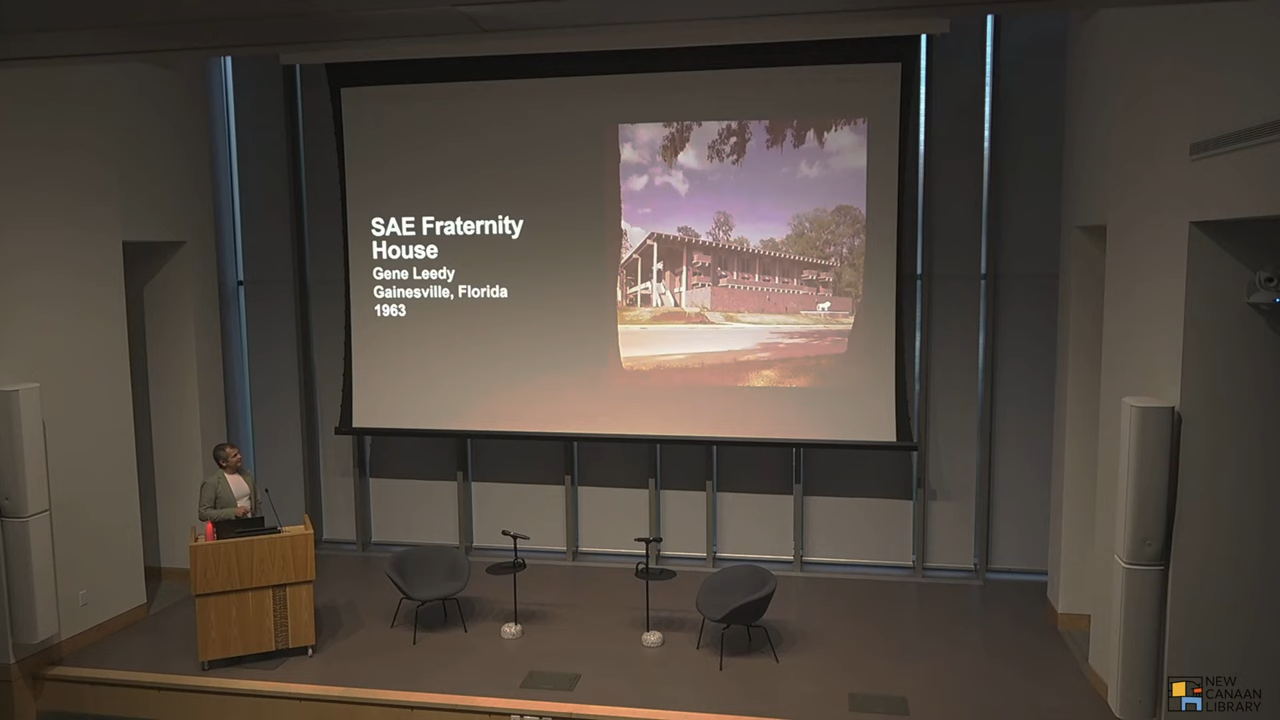 SAE Fraternity
House
Gene Leedy
Gainesville, Florida
1963
NEW
CANAAN
LIBRARY